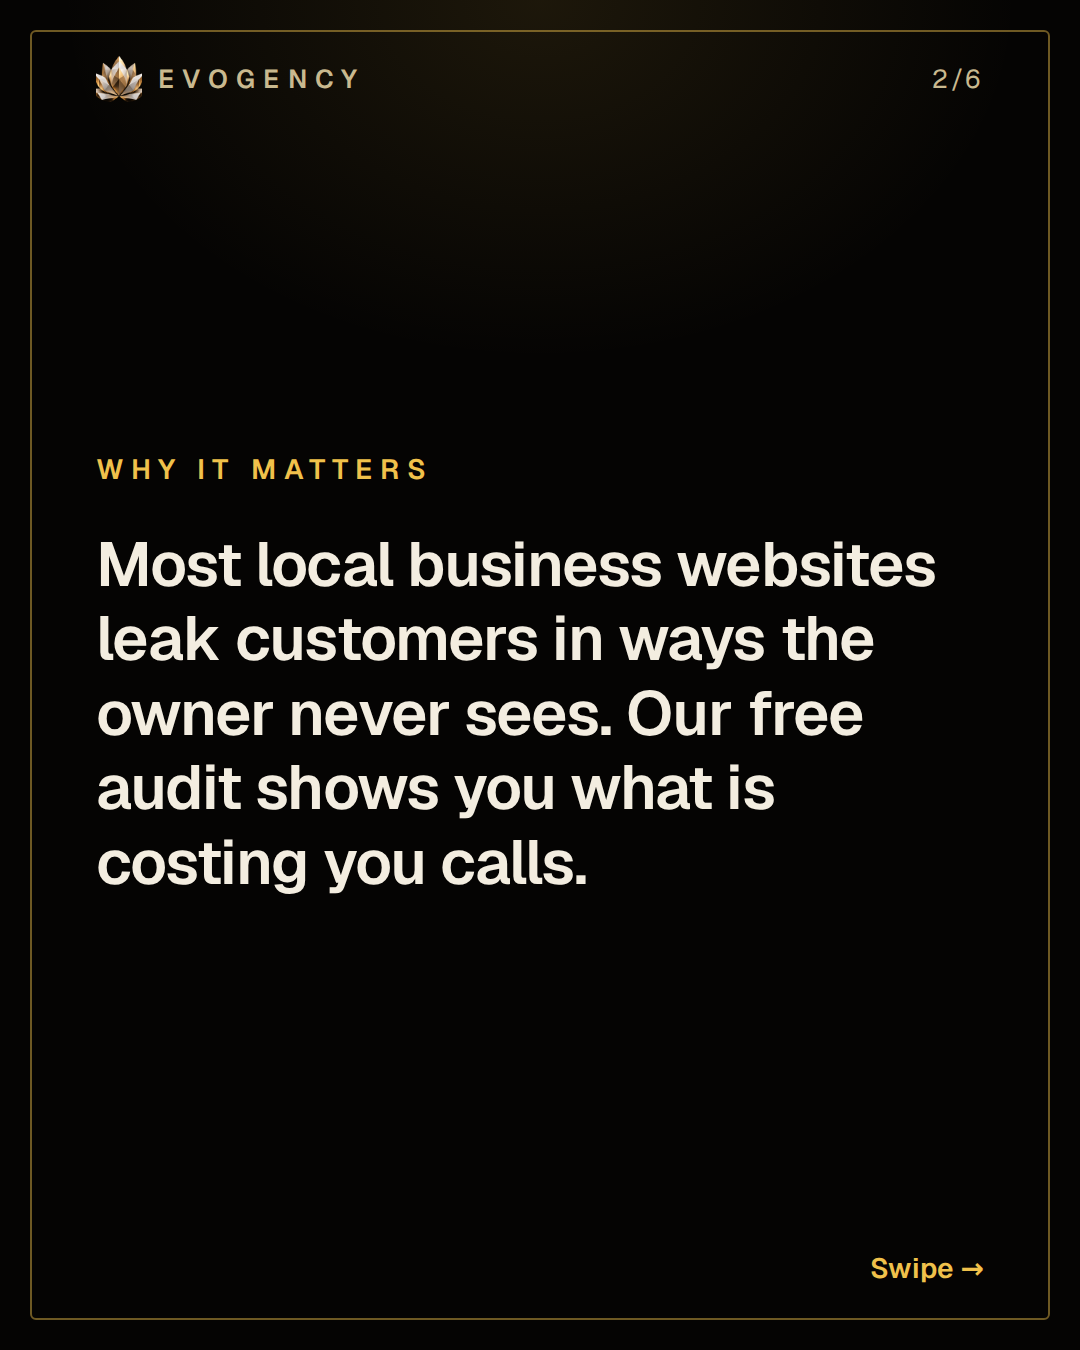 EVOGENCY
2/6
WHY IT MATTERS
Most local business websites
leak customers in ways the
owner never sees. Our free
audit shows you what is
costing you calls.
Swipe →